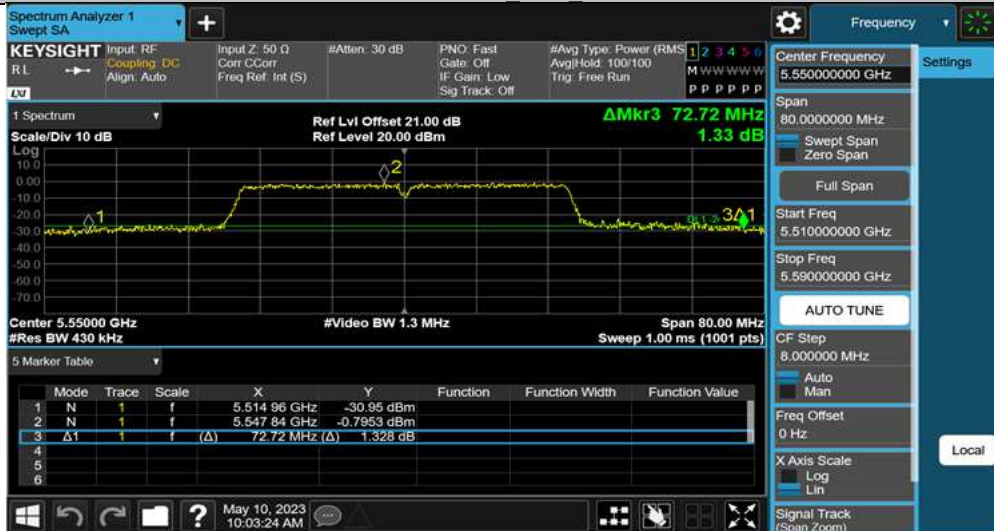 Spectrum Analyzer 1
Swept SA
+
Frequency
KEYSIGHT
RL
LXI
Input: RF
Coupling: DC
Align: Auto
Input Z: 50 Ω
Corr CCorr
Freq Ref: Int (S)
#Atten: 30 dB
PNO: Fast
Gate: Off
IF Gain: Low
Sig Track: Off
#Avg Type: Power (RMS
Avg|Hold: 100/100
Trig: Free Run
1 2 3 4 5 6
M W W W W W
P P P P P P
1 Spectrum
Scale/Div 10 dB
Ref Lvl Offset 21.00 dB
Ref Level 20.00 dBm
ΔMkr3 72.72 MHz
1.33 dB
Log
10.0
0.00
-10.0
-20.0
-30.0
-40.0
-50.0
-60.0
-70.0
1
2
3Δ1
Center 5.55000 GHz
#Video BW 1.3 MHz
Span 80.00 MHz
#Res BW 430 kHz
Sweep 1.00 ms (1001 pts)
5 Marker Table
Mode Trace Scale X Y Function Function Width Function Value
1 N 1 f 5.514 96 GHz -30.95 dBm
2 N 1 f 5.547 84 GHz -0.7953 dBm
3 Δ1 1 f (Δ) 72.72 MHz (Δ) 1.328 dB
4
5
6
?
May 10, 2023
10:03:24 AM
Center Frequency
5.550000000 GHz
Span
80.0000000 MHz
Swept Span
Zero Span
Full Span
Start Freq
5.510000000 GHz
Stop Freq
5.590000000 GHz
AUTO TUNE
CF Step
8.000000 MHz
Auto
Man
Freq Offset
0 Hz
X Axis Scale
Log
Lin
Signal Track
(Span Zoom)
Settings
Local